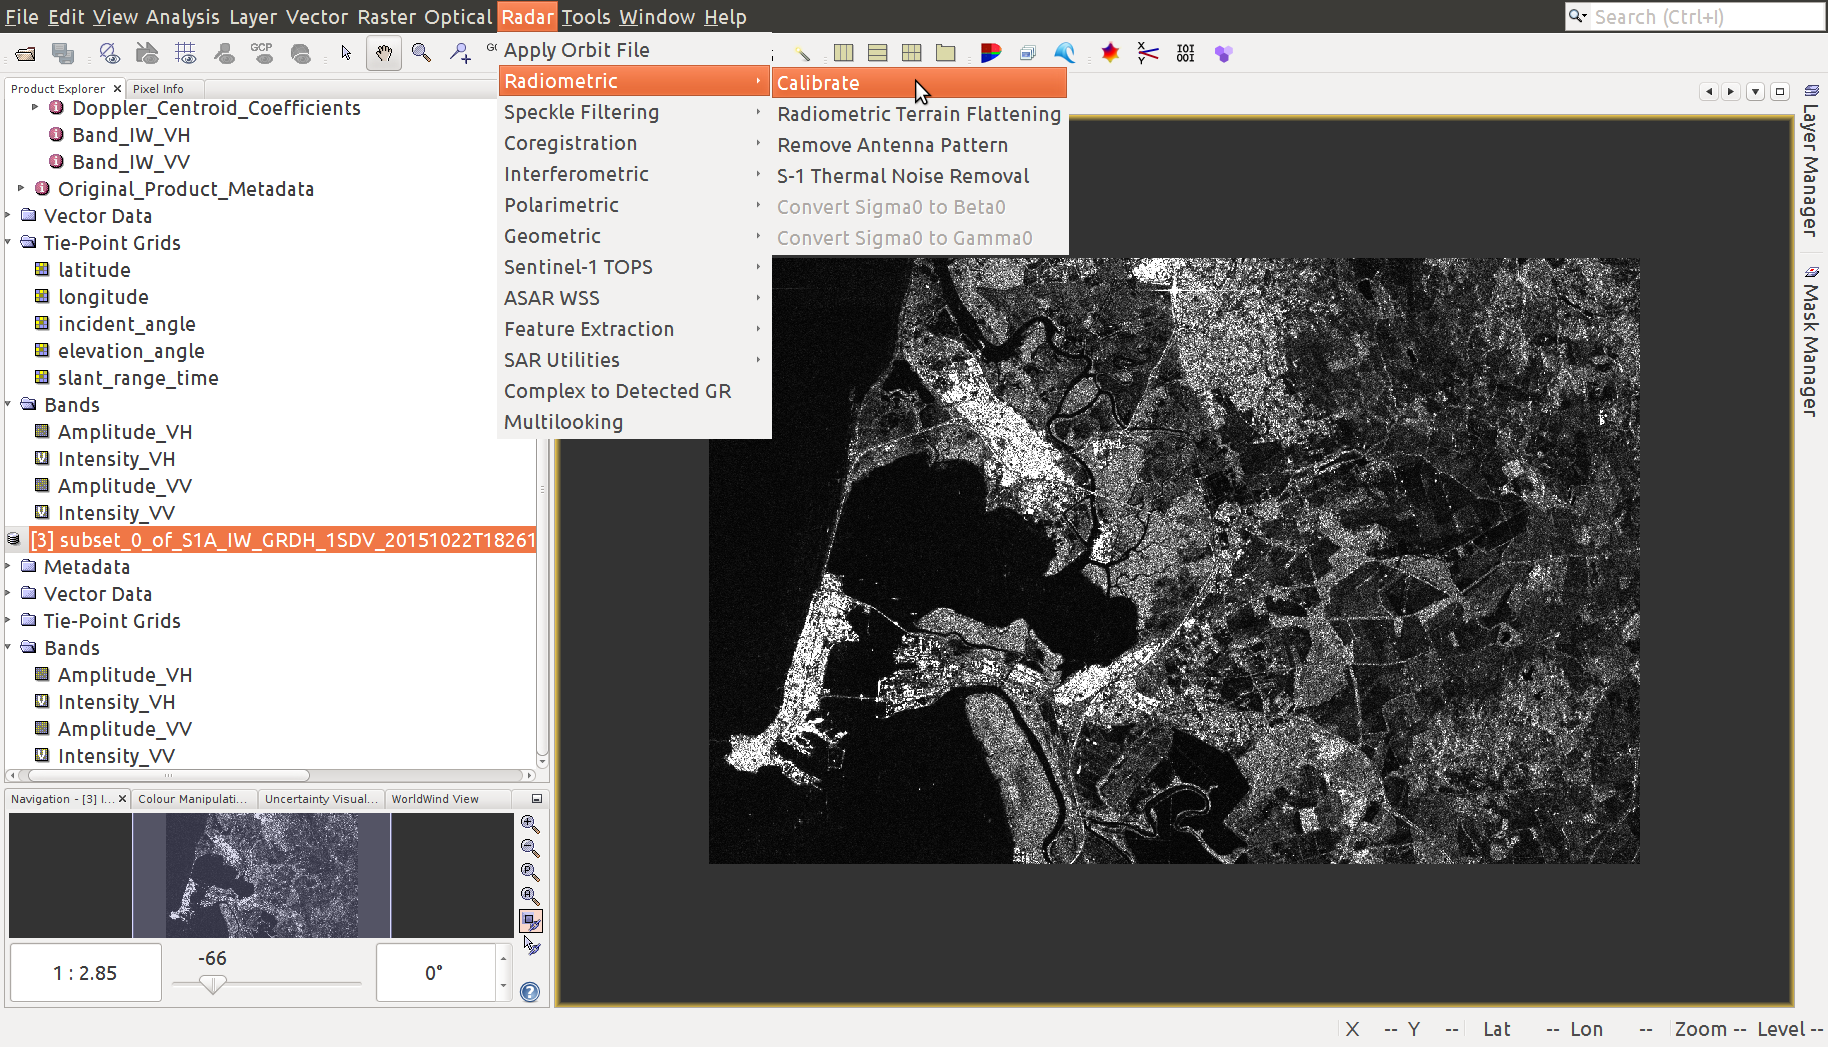 File Edit View Analysis Layer Vector Raster Optical Radar Tools Window Help
Search (Ctrl+I)
GCP
Product Explorer
Pixel Info
Doppler_Centroid_Coefficients
Band_IW_VH
Band_IW_VV
Original_Product_Metadata
Vector Data
Tie-Point Grids
latitude
longitude
incident_angle
elevation_angle
slant_range_time
Bands
Amplitude_VH
Intensity_VH
Amplitude_VV
Intensity_VV
[3] subset_0_of_S1A_IW_GRDH_1SDV_20151022T18261
Metadata
Vector Data
Tie-Point Grids
Bands
Amplitude_VH
Intensity_VH
Amplitude_VV
Intensity_VV
Apply Orbit File
Radiometric
Speckle Filtering
Coregistration
Interferometric
Polarimetric
Geometric
Sentinel-1 TOPS
ASAR WSS
Feature Extraction
SAR Utilities
Complex to Detected GR
Multilooking
Calibrate
Radiometric Terrain Flattening
Remove Antenna Pattern
S-1 Thermal Noise Removal
Convert Sigma0 to Beta0
Convert Sigma0 to Gamma0
Layer Manager
Mask Manager
Navigation - [3] I...
Colour Manipulati...
Uncertainty Visual...
WorldWind View
1 : 2.85
-66
0°
X -- Y -- Lat -- Lon -- Zoom -- Level --